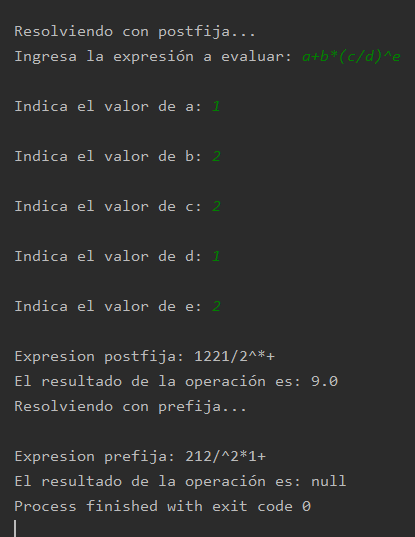 Resolviendo con postfija...
Ingresa la expresión a evaluar: a+b*(c/d)^e
Indica el valor de a: 1
Indica el valor de b: 2
Indica el valor de c: 2
Indica el valor de d: 1
Indica el valor de e: 2
Expresion postfija: 1221/2^*+
El resultado de la operación es: 9.0
Resolviendo con prefija...
Expresion prefija: 212/^2*1+
El resultado de la operación es: null
Process finished with exit code 0